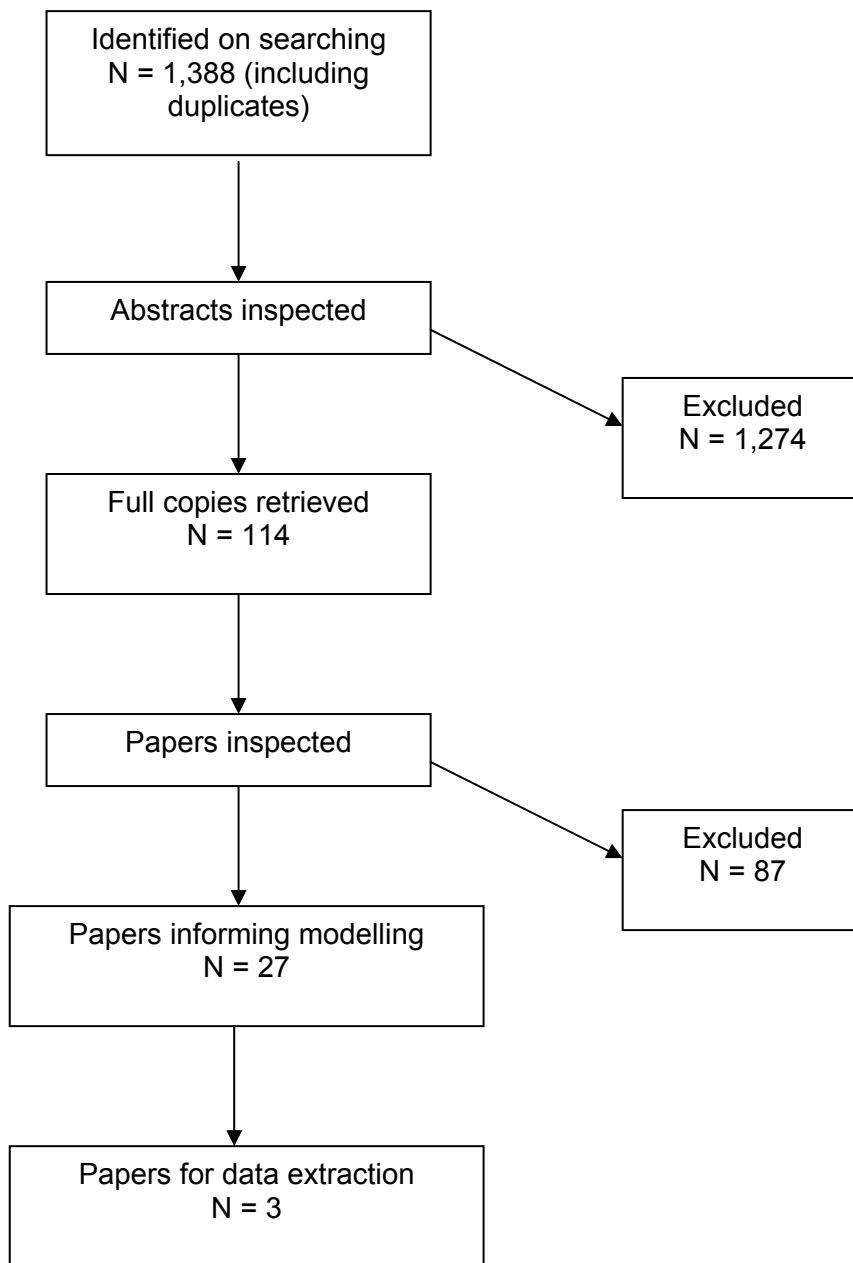 Identified on searching
N = 1,388 (including
duplicates)
Abstracts inspected
Excluded
N = 1,274
Full copies retrieved
N = 114
Papers inspected
Excluded
N = 87
Papers informing modelling
N = 27
Papers for data extraction
N = 3